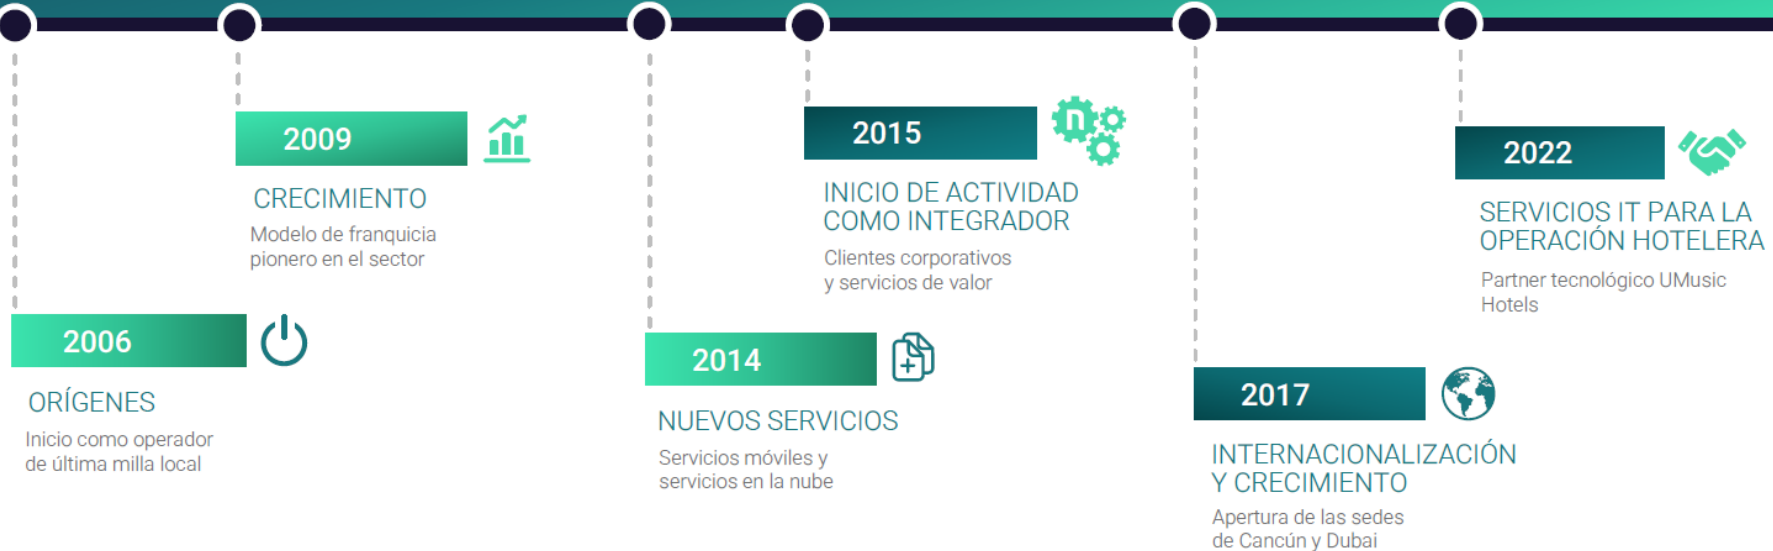 2006
ORÍGENES
Inicio como operador
de última milla local
2009
CRECIMIENTO
Modelo de franquicia
pionero en el sector
2014
NUEVOS SERVICIOS
Servicios móviles y
servicios en la nube
2015
n
INICIO DE ACTIVIDAD
COMO INTEGRADOR
Clientes corporativos
y servicios de valor
2017
INTERNACIONALIZACIÓN
Y CRECIMIENTO
Apertura de las sedes
de Cancún y Dubai
2022
SERVICIOS IT PARA LA
OPERACIÓN HOTELERA
Partner tecnológico UMusic
Hotels